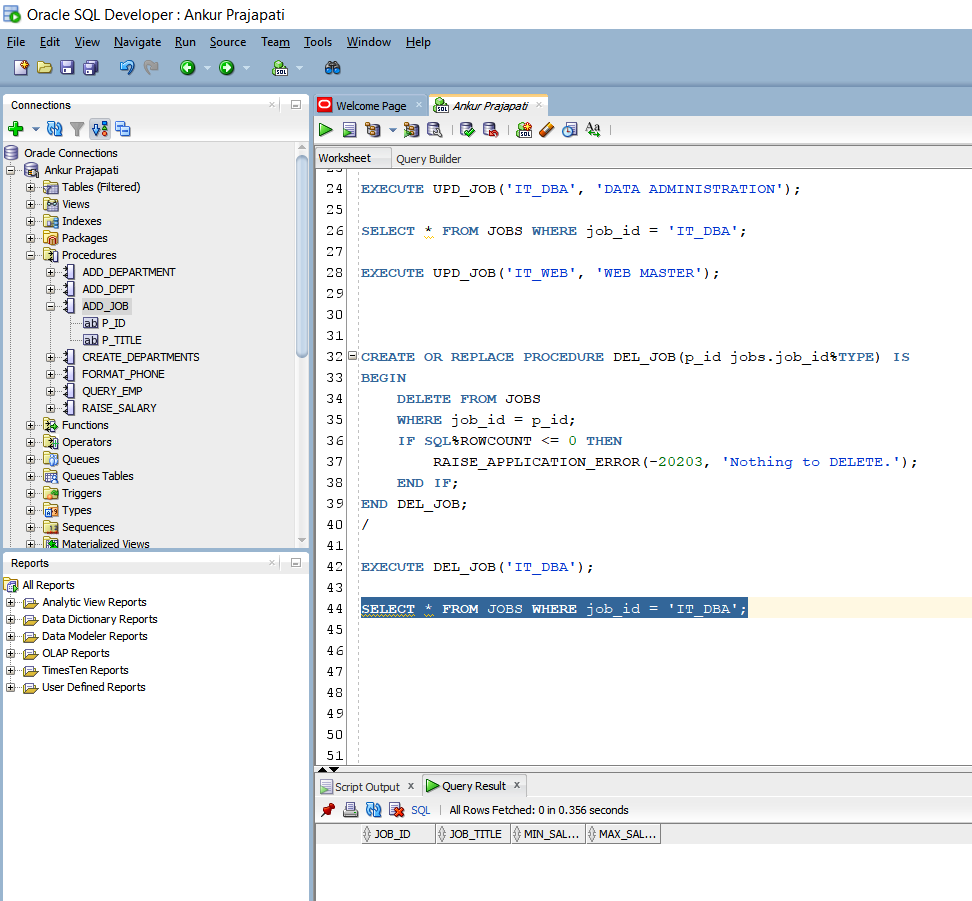 Oracle SQL Developer : Ankur Prajapati
File Edit View Navigate Run Source Team Tools Window Help
Connections
Oracle Connections
Ankur Prajapati
Tables (Filtered)
Views
Indexes
Packages
Procedures
ADD_DEPARTMENT
ADD_DEPT
ADD_JOB
P_ID
P_TITLE
CREATE_DEPARTMENTS
FORMAT_PHONE
QUERY_EMP
RAISE_SALARY
Functions
Operators
Queues
Queues Tables
Triggers
Types
Sequences
Materialized Views
Reports
All Reports
Analytic View Reports
Data Dictionary Reports
Data Modeler Reports
OLAP Reports
TimesTen Reports
User Defined Reports
Welcome Page Ankur Prajapati
Worksheet Query Builder
24 EXECUTE UPD_JOB('IT_DBA', 'DATA ADMINISTRATION');
25
26 SELECT * FROM JOBS WHERE job_id = 'IT_DBA';
27
28 EXECUTE UPD_JOB('IT_WEB', 'WEB MASTER');
29
30
31
32 CREATE OR REPLACE PROCEDURE DEL_JOB(p_id jobs.job_id%TYPE) IS
33 BEGIN
34 DELETE FROM JOBS
35 WHERE job_id = p_id;
36 IF SQL%ROWCOUNT <= 0 THEN
37 RAISE_APPLICATION_ERROR(-20203, 'Nothing to DELETE.');
38 END IF;
39 END DEL_JOB;
40 /
41
42 EXECUTE DEL_JOB('IT_DBA');
43
44 SELECT * FROM JOBS WHERE job_id = 'IT_DBA';
45
46
47
48
49
50
51
Script Output Query Result
SQL All Rows Fetched: 0 in 0.356 seconds
JOB_ID JOB_TITLE MIN_SAL... MAX_SAL...